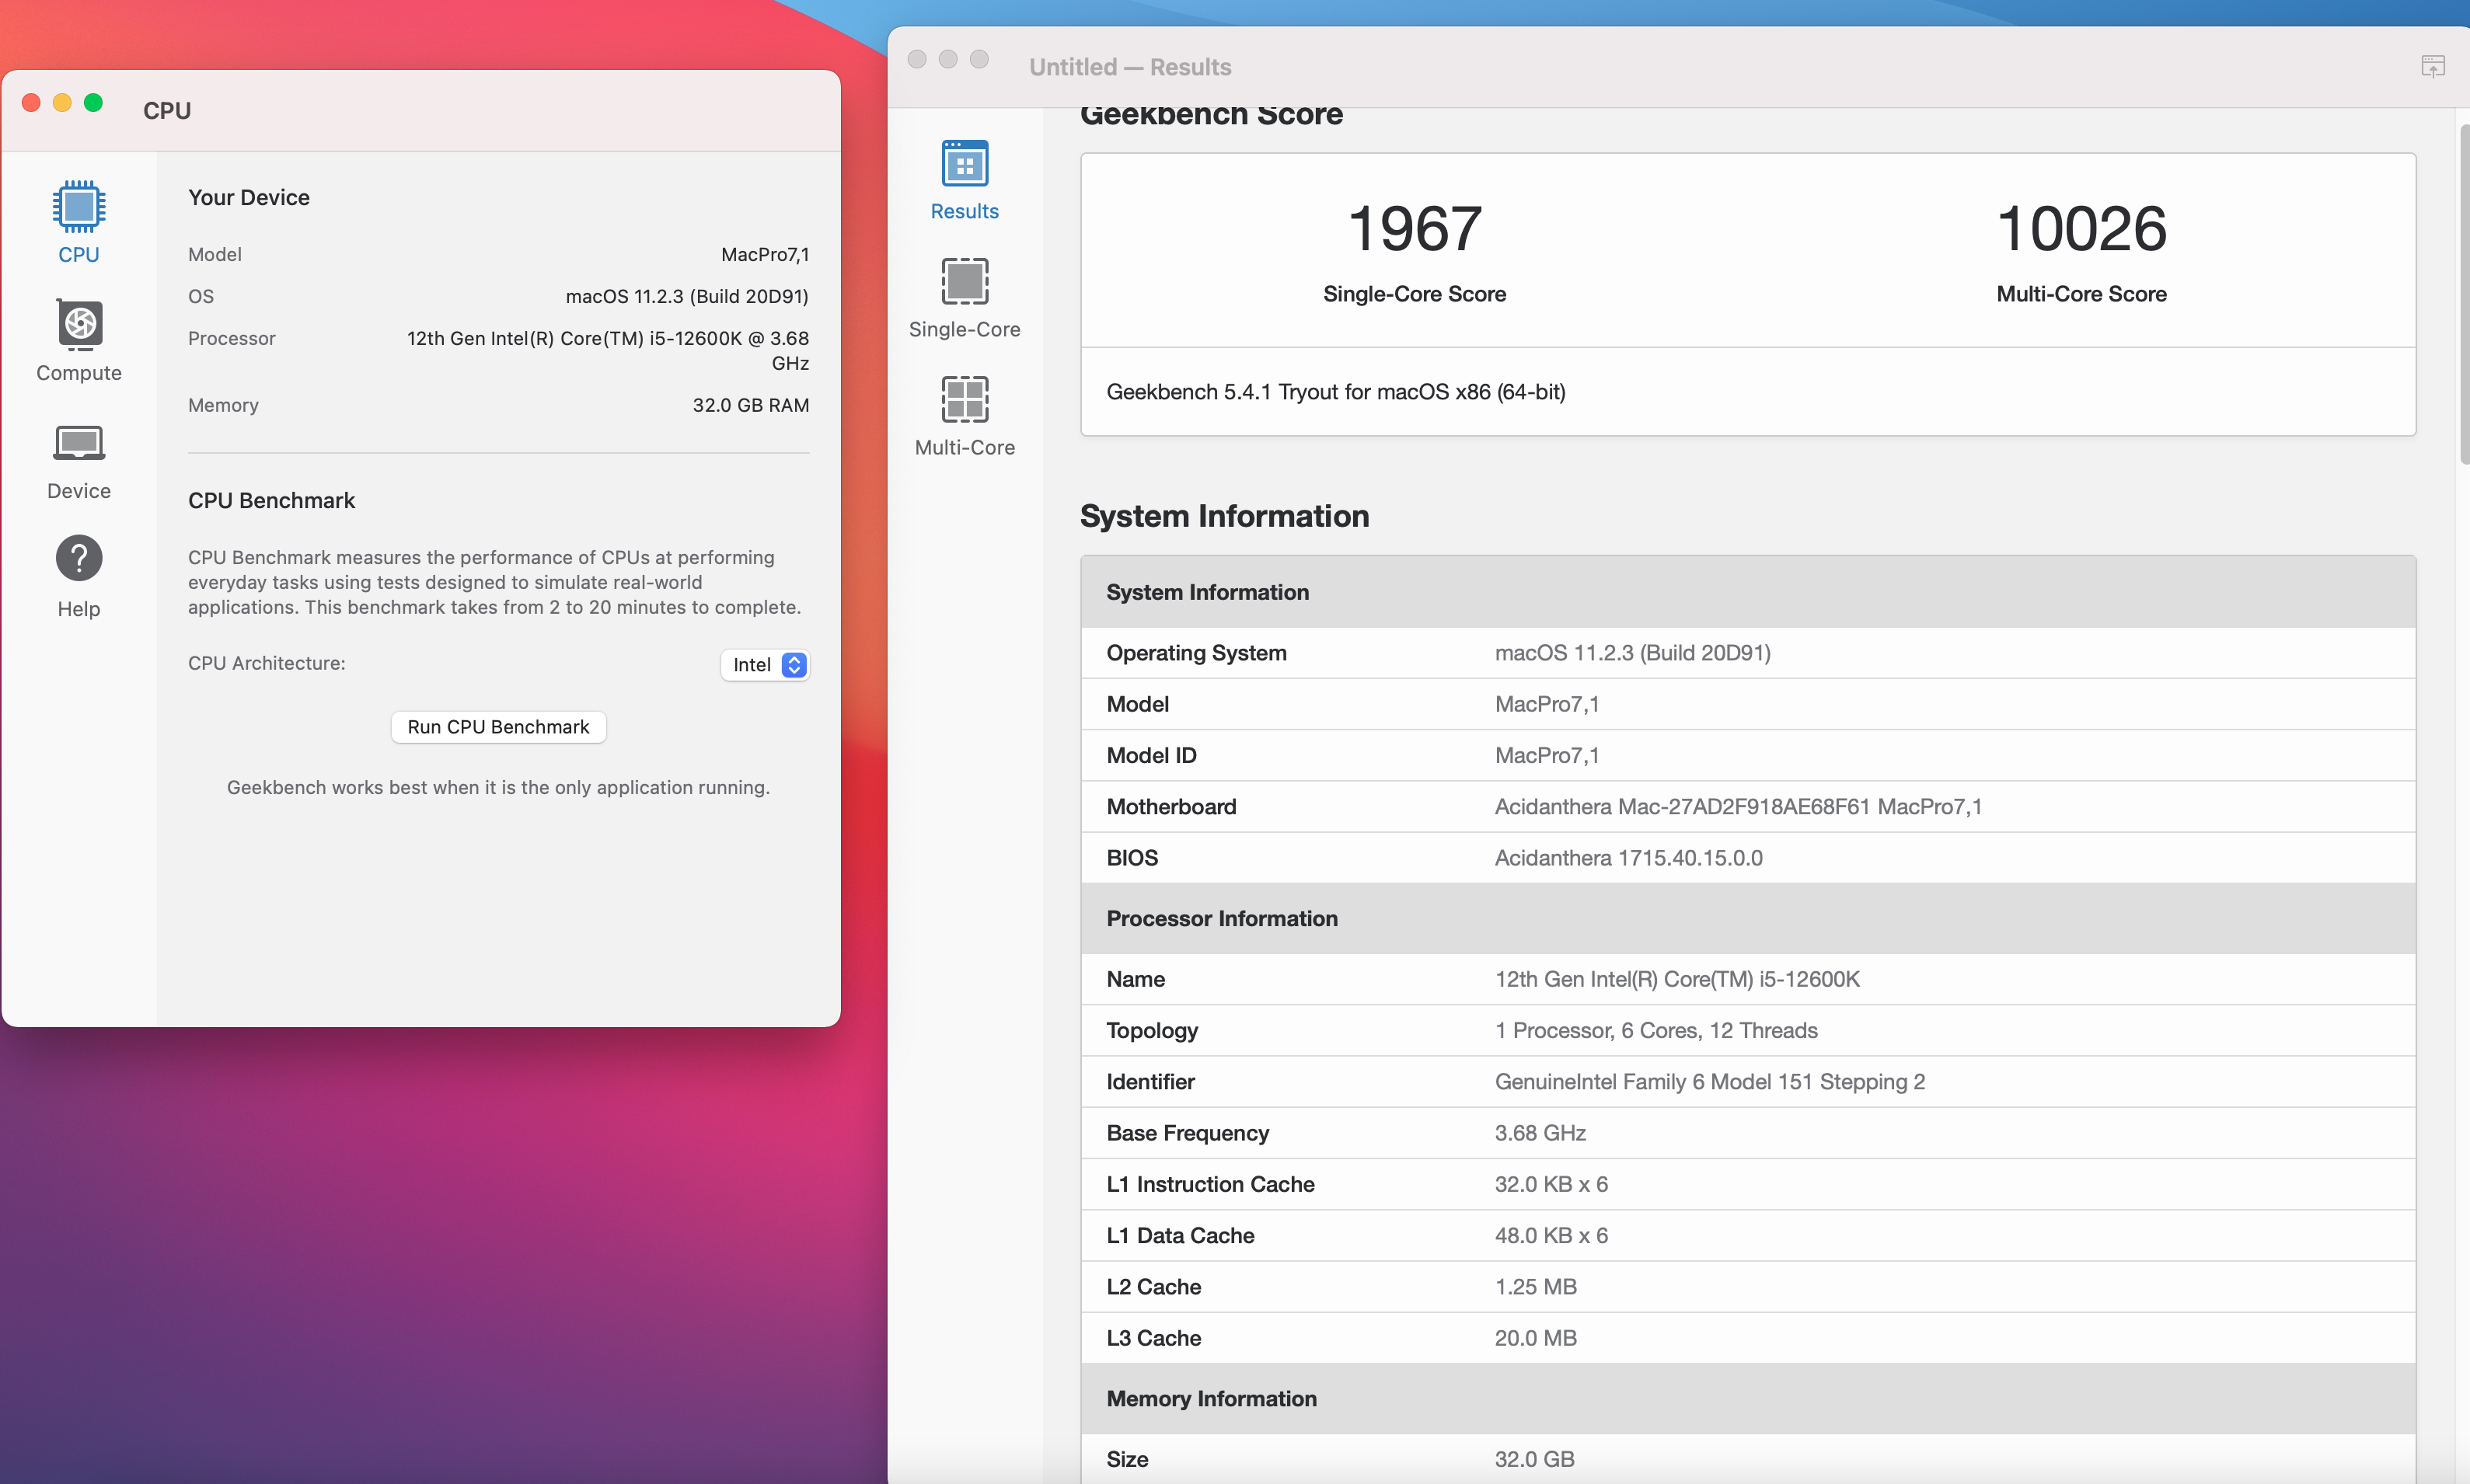 CPU
CPU
Compute
Device
Help
Your Device
Model MacPro7,1
OS macOS 11.2.3 (Build 20D91)
Processor 12th Gen Intel(R) Core(TM) i5-12600K @ 3.68
GHz
Memory 32.0 GB RAM
CPU Benchmark
CPU Benchmark measures the performance of CPUs at performing
everyday tasks using tests designed to simulate real-world
applications. This benchmark takes from 2 to 20 minutes to complete.
CPU Architecture: Intel
Run CPU Benchmark
Geekbench works best when it is the only application running.
Untitled — Results
Results
Single-Core
Multi-Core
Geekbench Score
1967 10026
Single-Core Score Multi-Core Score
Geekbench 5.4.1 Tryout for macOS x86 (64-bit)
System Information
System Information
Operating System macOS 11.2.3 (Build 20D91)
Model MacPro7,1
Model ID MacPro7,1
Motherboard Acidanthera Mac-27AD2F918AE68F61 MacPro7,1
BIOS Acidanthera 1715.40.15.0.0
Processor Information
Name 12th Gen Intel(R) Core(TM) i5-12600K
Topology 1 Processor, 6 Cores, 12 Threads
Identifier GenuineIntel Family 6 Model 151 Stepping 2
Base Frequency 3.68 GHz
L1 Instruction Cache 32.0 KB x 6
L1 Data Cache 48.0 KB x 6
L2 Cache 1.25 MB
L3 Cache 20.0 MB
Memory Information
Size 32.0 GB